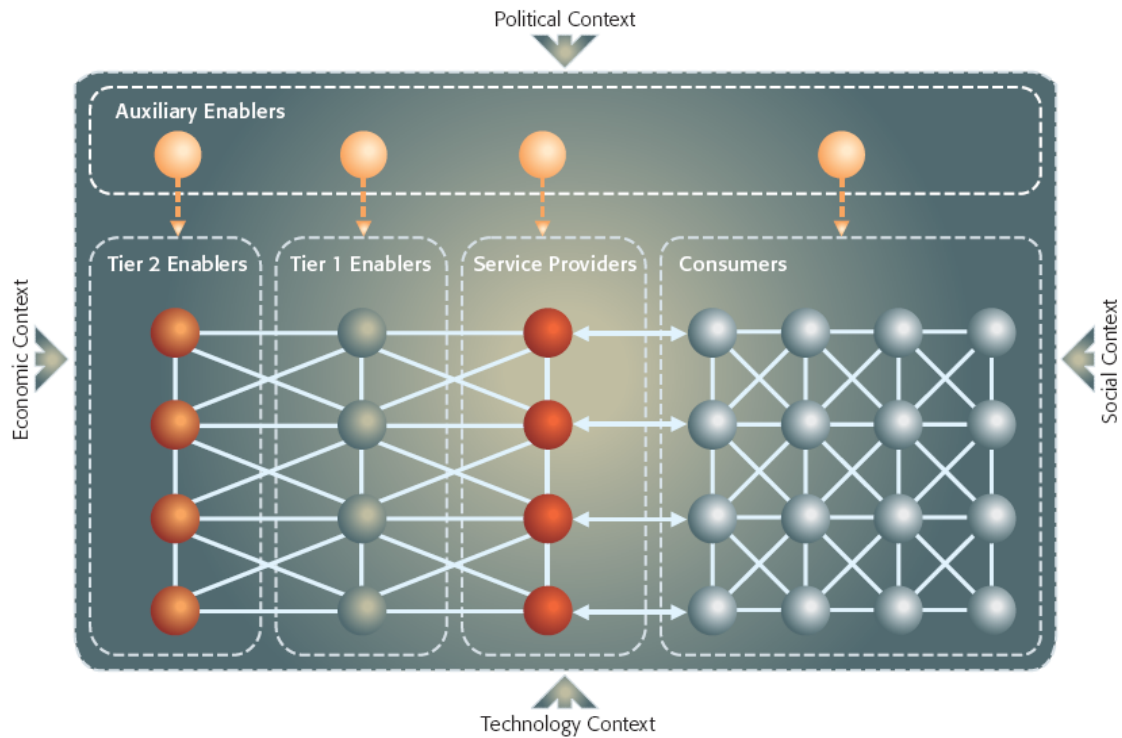 Political Context
Auxiliary Enablers
Tier 2 Enablers
Tier 1 Enablers
Service Providers
Consumers
Economic Context
Social Context
Technology Context